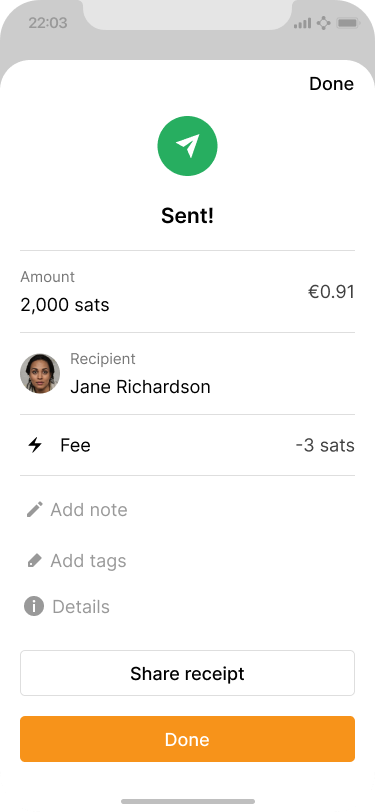 22:03
Done
Sent!
Amount
2,000 sats
€0.91
Recipient
Jane Richardson
Fee
-3 sats
Add note
Add tags
Details
Share receipt
Done